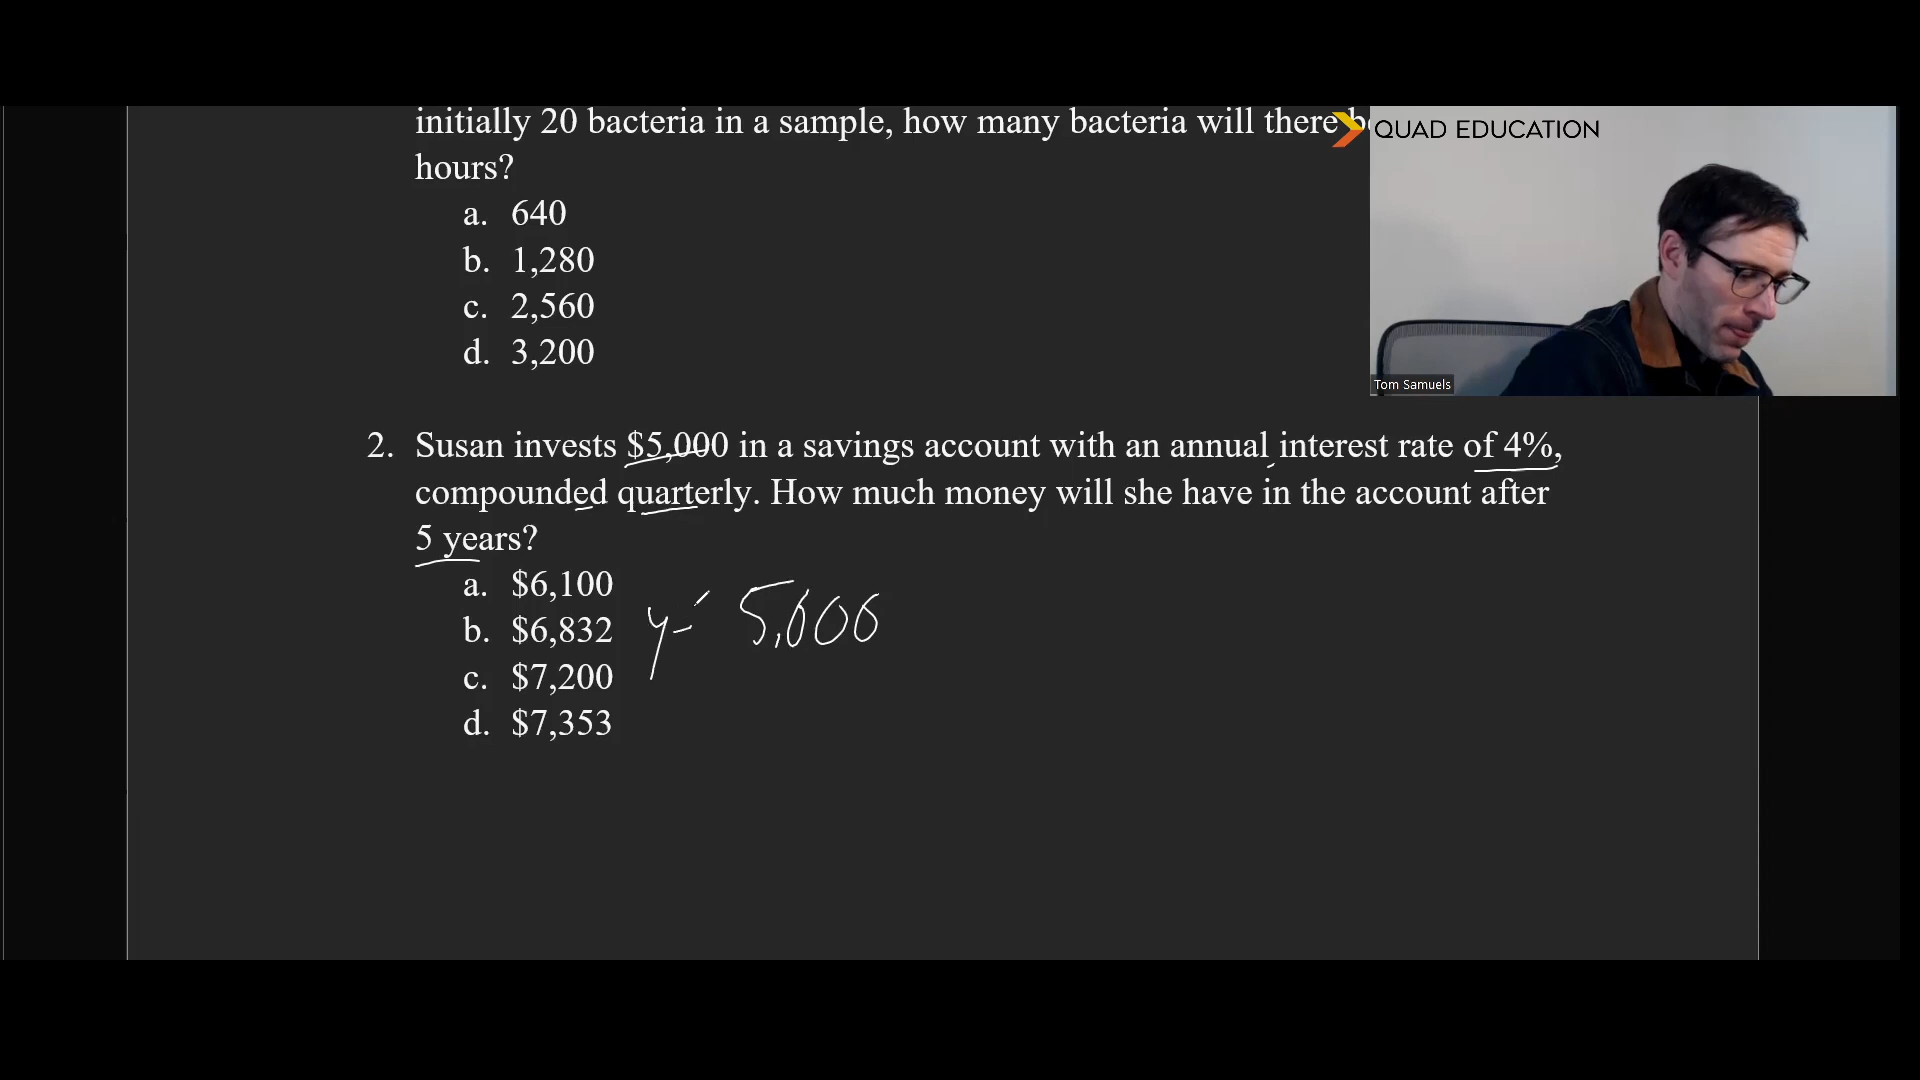 initially 20 bacteria in a sample, how many bacteria will there
QUAD EDUCATION
hours?
a. 640
b. 1,280
c. 2,560
d. 3,200
Tom Samuels
2. Susan invests $5,000 in a savings account with an annual interest rate of 4%,
compounded quarterly. How much money will she have in the account after
5 years?
a. $6,100
b. $6,832
c. $7,200
d. $7,353
y= 5,000